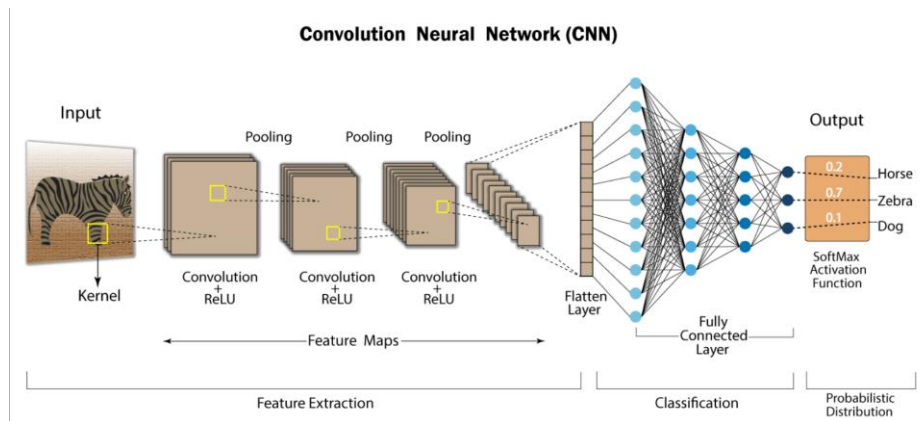 Convolution Neural Network (CNN)
Input
Pooling
Pooling
Pooling
Output
Kernel
Convolution
+
ReLU
Convolution
+
ReLU
Convolution
+
ReLU
Flatten
Layer
0.2
0.7
0.1
Horse
Zebra
Dog
SoftMax
Activation
Function
Feature Maps
Fully
Connected
Layer
Feature Extraction
Classification
Probabilistic
Distribution